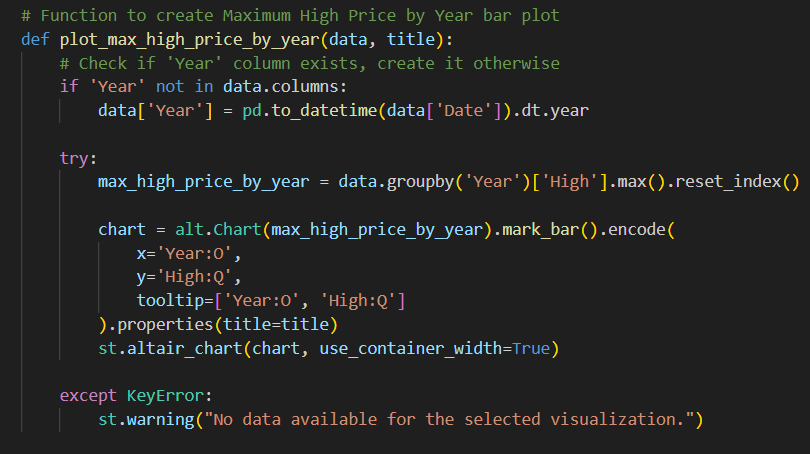 # Function to create Maximum High Price by Year bar plot
def plot_max_high_price_by_year(data, title):
    # Check if 'Year' column exists, create it otherwise
    if 'Year' not in data.columns:
        data['Year'] = pd.to_datetime(data['Date']).dt.year

    try:
        max_high_price_by_year = data.groupby('Year')['High'].max().reset_index()

        chart = alt.Chart(max_high_price_by_year).mark_bar().encode(
            x='Year:O',
            y='High:Q',
            tooltip=['Year:O', 'High:Q']
        ).properties(title=title)
        st.altair_chart(chart, use_container_width=True)

    except KeyError:
        st.warning("No data available for the selected visualization.")